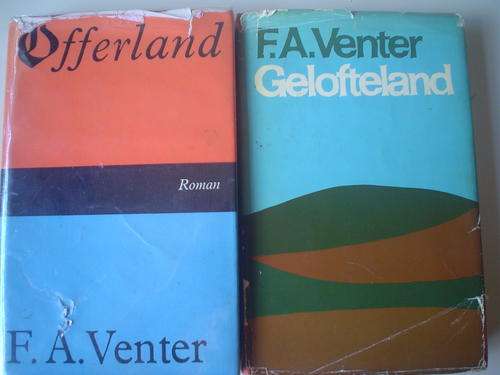 Offerland
Roman
F. A. Venter
F.A.Venter
Gelofteland